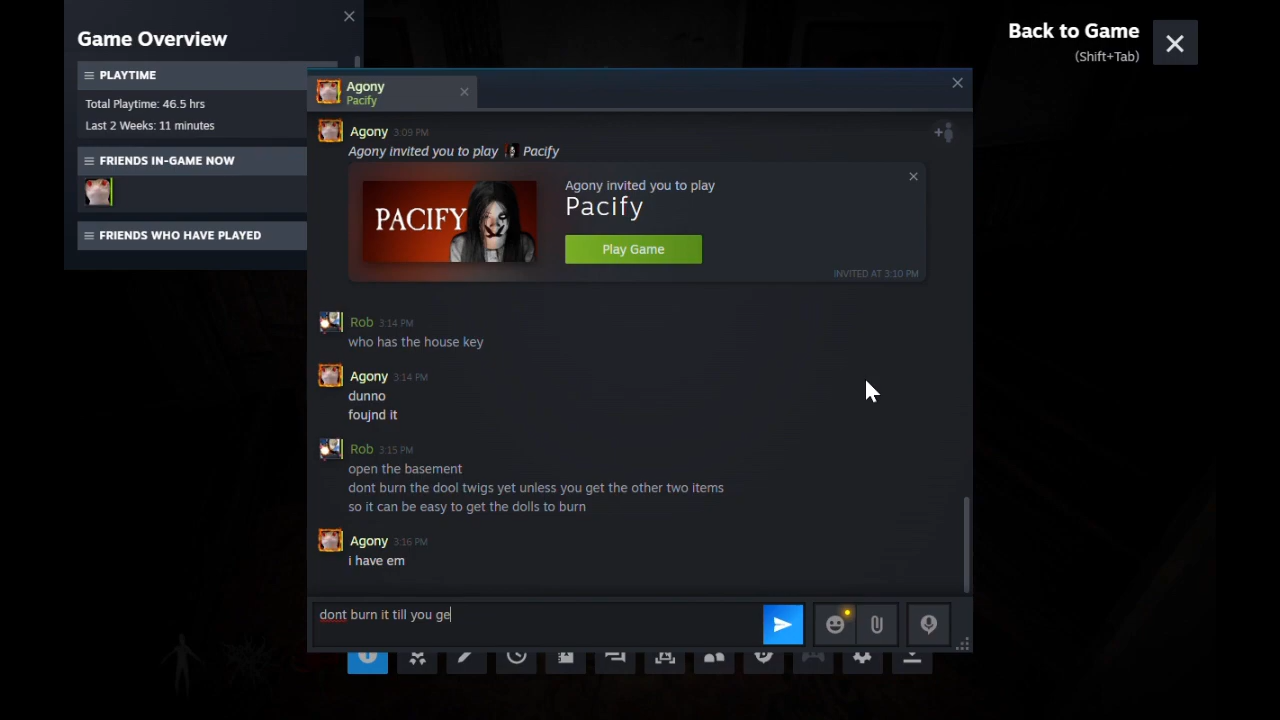 Game Overview
Back to Game
(Shift+Tab)
PLAYTIME
Total Playtime: 46.5 hrs
Last 2 Weeks: 11 minutes
FRIENDS IN-GAME NOW
FRIENDS WHO HAVE PLAYED
Agony
Pacify
Agony 3:09 PM
Agony invited you to play Pacify
PACIFY
Agony invited you to play
Pacify
Play Game
INVITED AT 3:10 PM
Rob 3:14 PM
who has the house key
Agony 3:14 PM
dunno
foujnd it
Rob 3:15 PM
open the basement
dont burn the dool twigs yet unless you get the other two items
so it can be easy to get the dolls to burn
Agony 3:16 PM
i have em
dont burn it till you ge